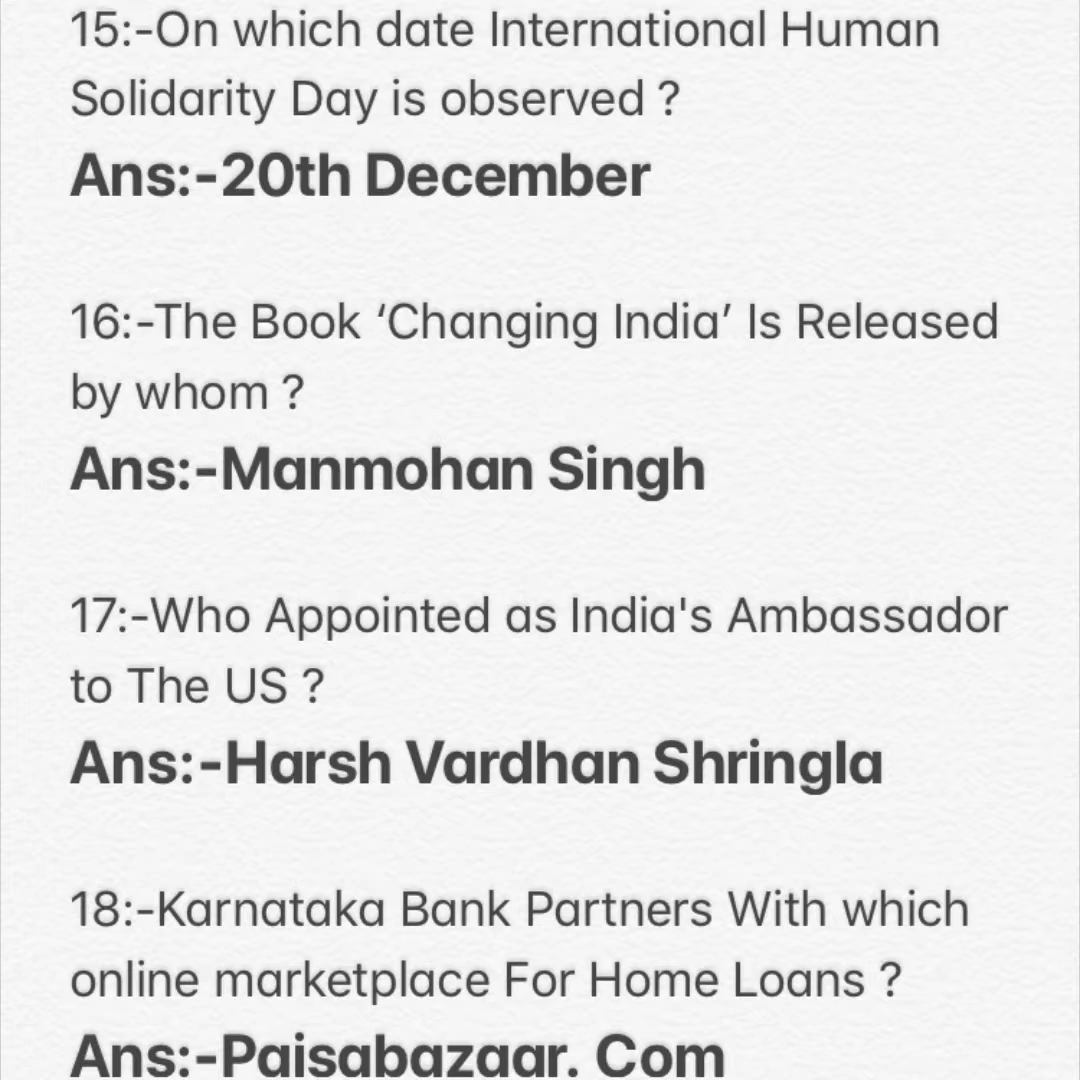 15:-On which date International Human
Solidarity Day is observed ?
Ans:-20th December
16:-The Book ‘Changing India’ Is Released
by whom ?
Ans:-Manmohan Singh
17:-Who Appointed as India's Ambassador
to The US ?
Ans:-Harsh Vardhan Shringla
18:-Karnataka Bank Partners With which
online marketplace For Home Loans ?
Ans:-Paisabazaar. Com